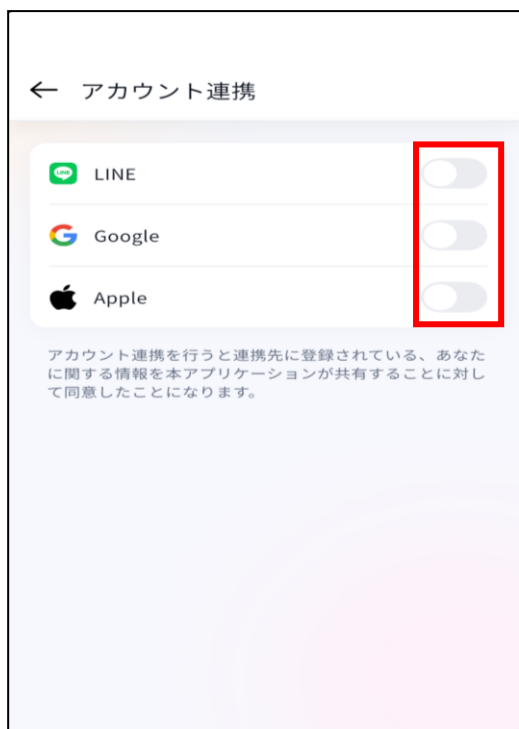 アカウント連携
LINE
Google
Apple
アカウント連携を行うと連携先に登録されている、あなた
に関する情報を本アプリケーションが共有することに対し
て同意したことになります。